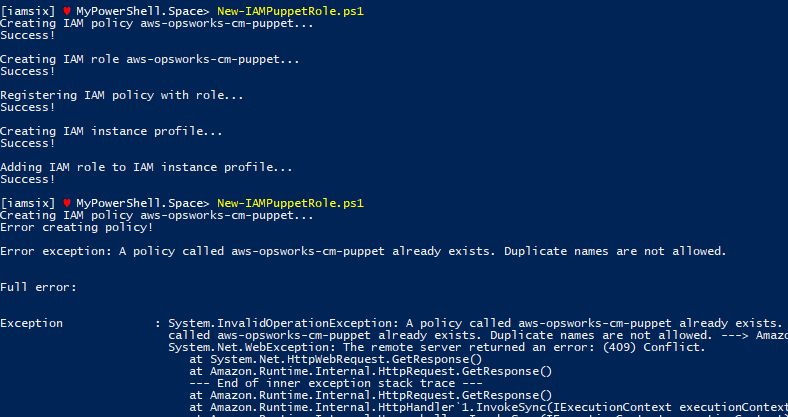 [iamsix] ♥ MyPowerShell.Space> New-IAMPuppetRole.ps1
Creating IAM policy aws-opsworks-cm-puppet...
Success!
Creating IAM role aws-opsworks-cm-puppet...
Success!
Registering IAM policy with role...
Success!
Creating IAM instance profile...
Success!
Adding IAM role to IAM instance profile...
Success!
[iamsix] ♥ MyPowerShell.Space> New-IAMPuppetRole.ps1
Creating IAM policy aws-opsworks-cm-puppet...
Error creating policy!
Error exception: A policy called aws-opsworks-cm-puppet already exists. Duplicate names are not allowed.
Full error:
Exception : System.InvalidOperationException: A policy called aws-opsworks-cm-puppet already exists.
called aws-opsworks-cm-puppet already exists. Duplicate names are not allowed. ---> Amazo
System.Net.WebException: The remote server returned an error: (409) Conflict.
at System.Net.HttpWebRequest.GetResponse()
at Amazon.Runtime.Internal.HttpRequest.GetResponse()
--- End of inner exception stack trace ---
at Amazon.Runtime.Internal.HttpRequest.GetResponse()
at Amazon.Runtime.Internal.HttpHandler`1.InvokeSync(IExecutionContext executionContext